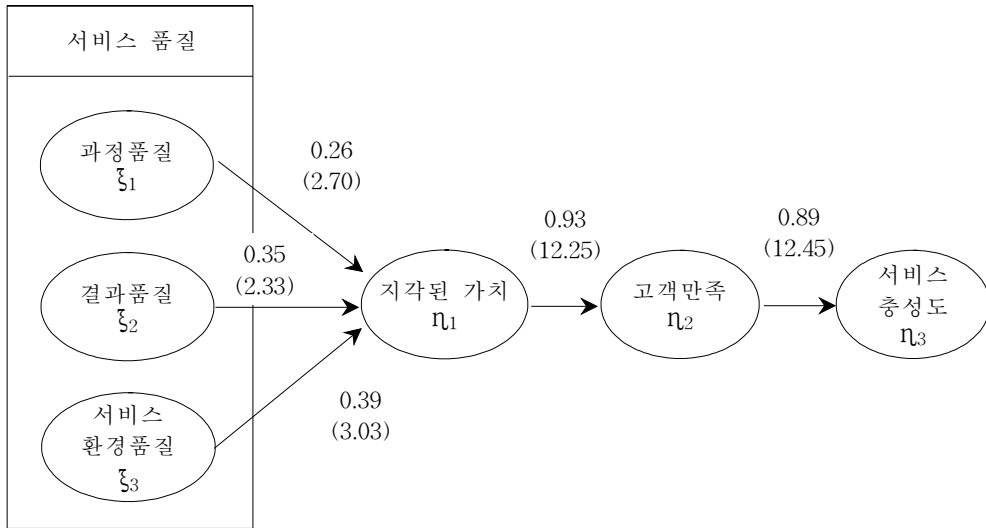 서비스 품질
과정품질
ξ1
0.26
(2.70)
0.35
(2.33)
결과품질
ξ2
서비스
환경품질
ξ3
0.39
(3.03)
지각된 가치
η1
0.93
(12.25)
고객만족
η2
0.89
(12.45)
서비스
충성도
η3